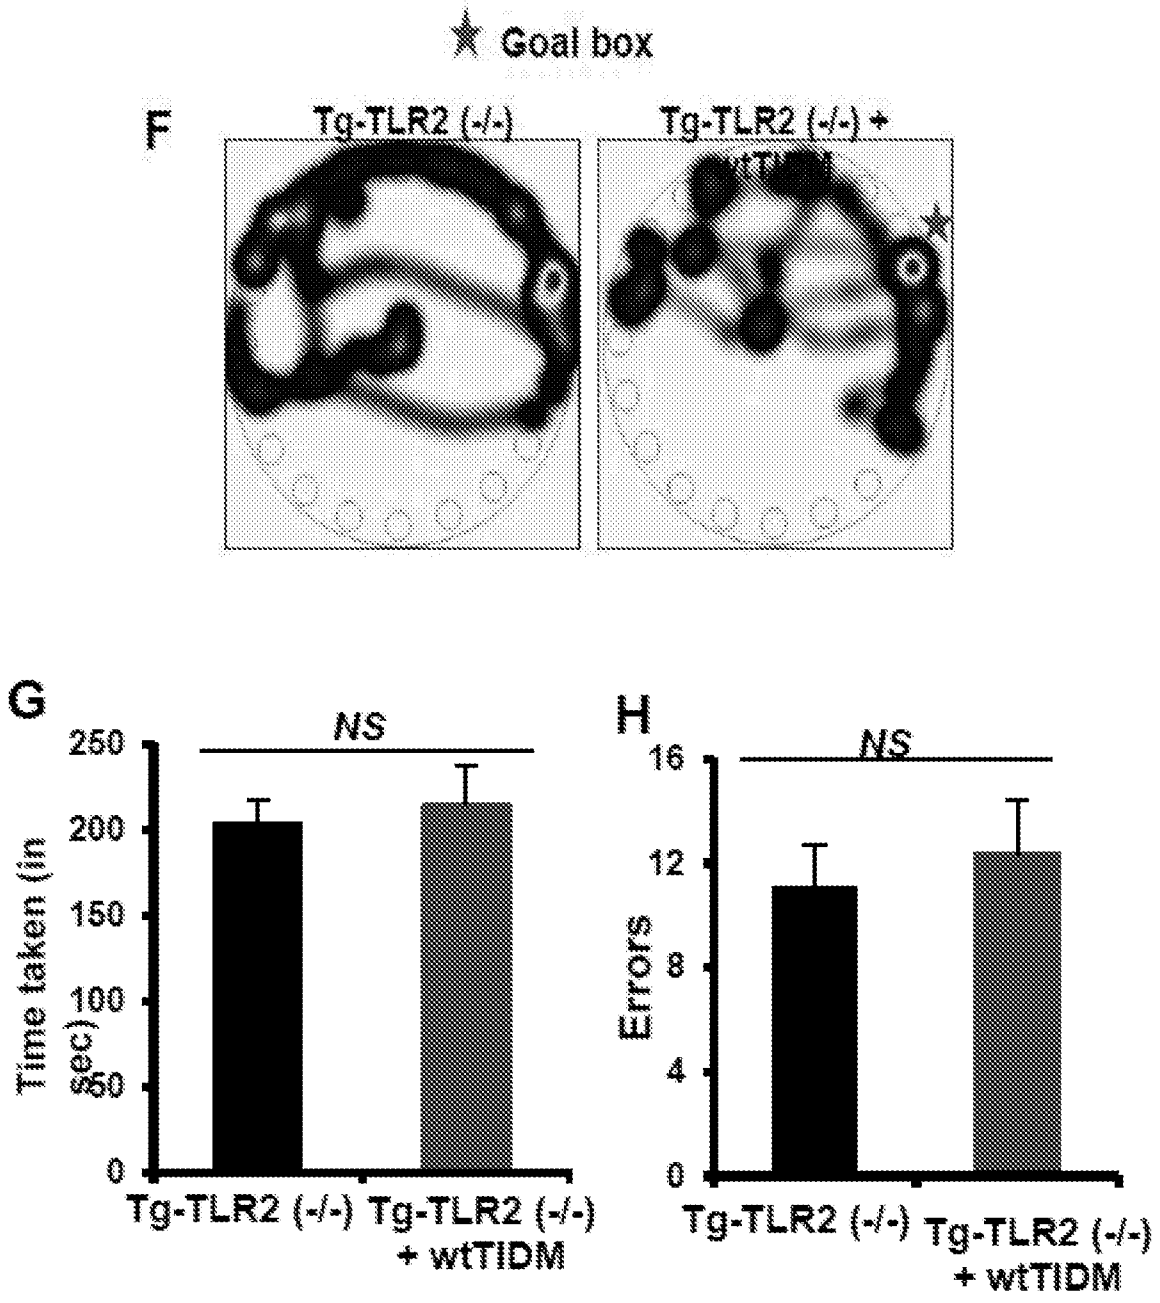 ★ Goal box
F
Tg-TLR2 (-/-)
Tg-TLR2 (-/-) +
wtTIDM
G
NS
250
200
150
100
50
0
Time taken (in
sec)
Tg-TLR2 (-/-)
Tg-TLR2 (-/-)
+ wtTIDM
H
NS
16
12
8
4
0
Errors
Tg-TLR2 (-/-)
Tg-TLR2 (-/-)
+ wtTIDM